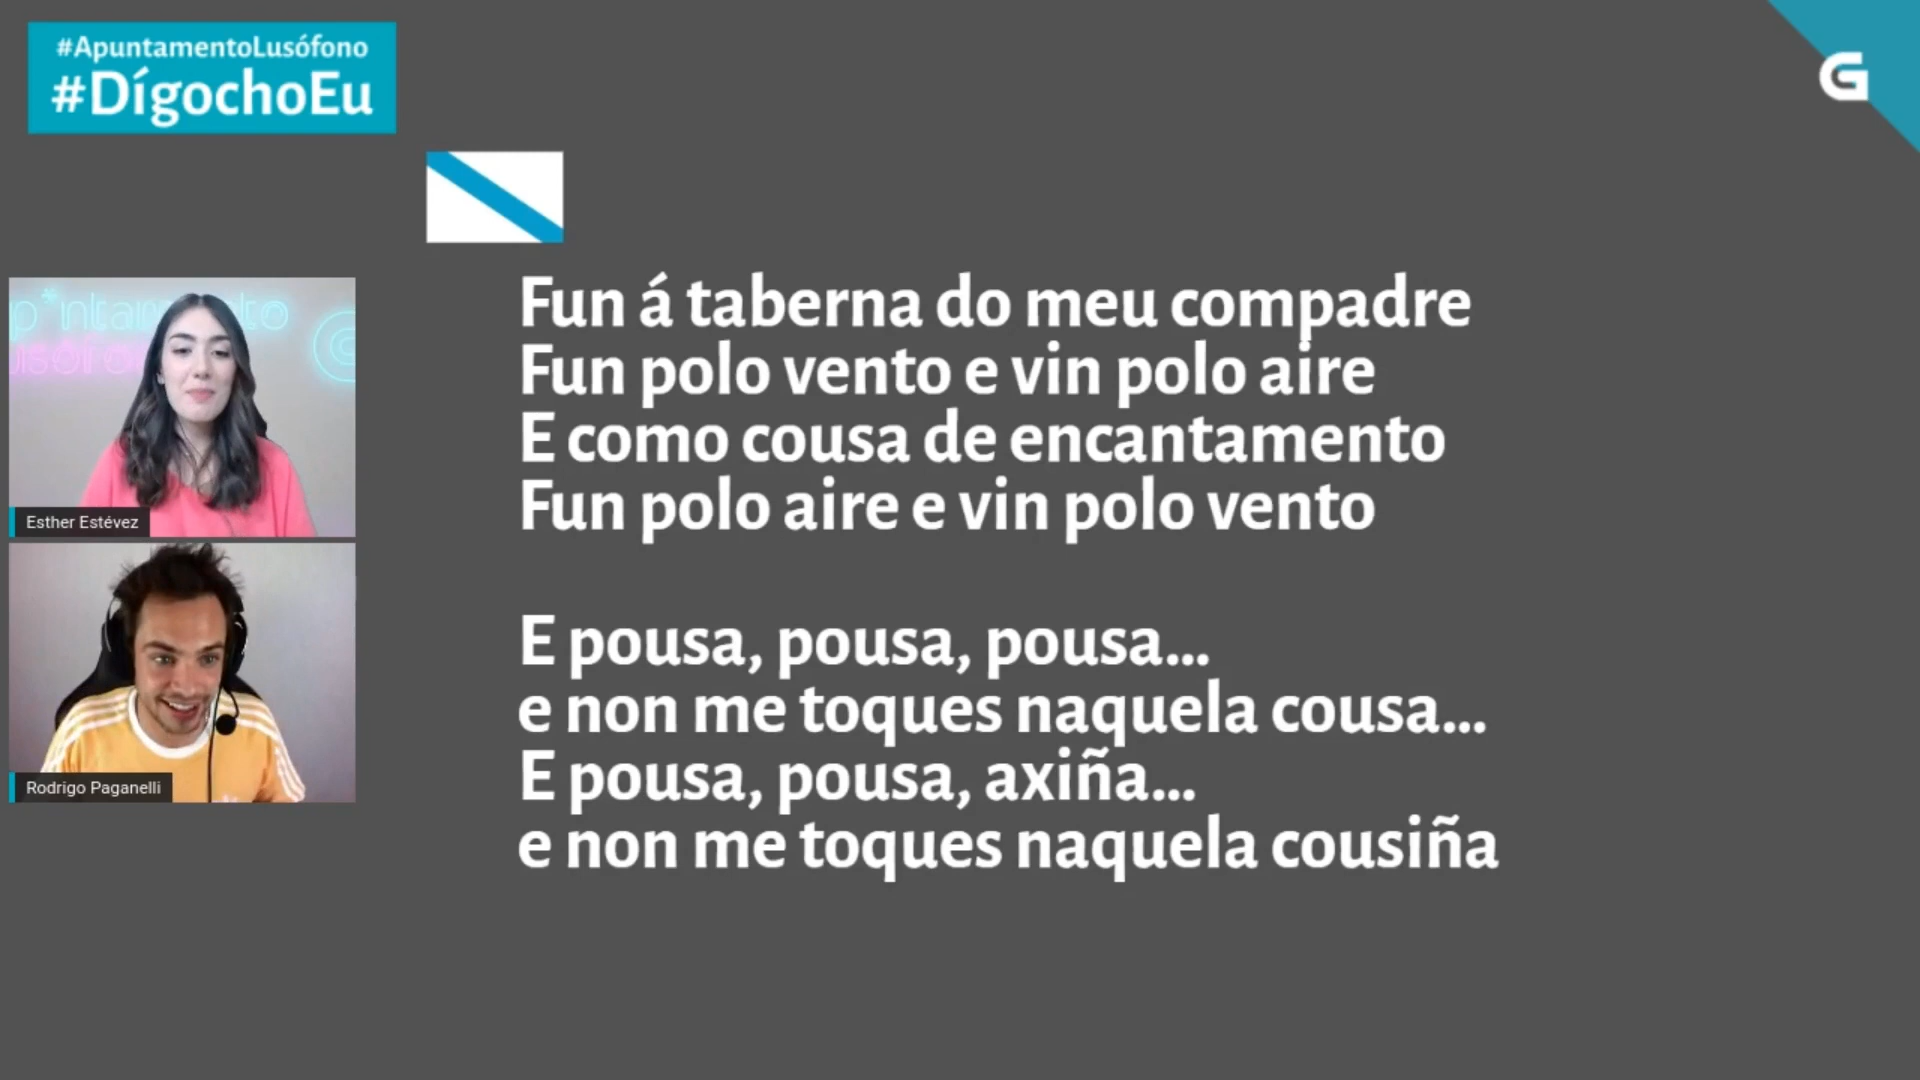 #ApuntamentoLusófono
#DígochoEu
G
Fun á taberna do meu compadre
Fun polo vento e vin polo aire
E como cousa de encantamento
Fun polo aire e vin polo vento
E pousa, pousa, pousa...
e non me toques naquela cousa...
E pousa, pousa, axiña...
e non me toques naquela cousiña
Esther Estévez
Rodrigo Paganelli